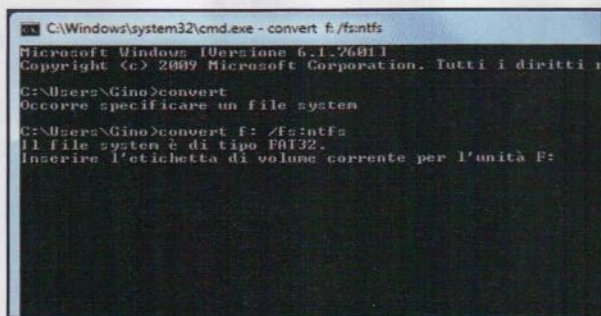 C:\Windows\system32\cmd.exe - convert f: /fs:ntfs
Microsoft Windows [Versione 6.1.7601]
Copyright (c) 2009 Microsoft Corporation. Tutti i diritti r
C:\Users\Gino>convert
Occorre specificare un file system
C:\Users\Gino>convert f: /fs:ntfs
Il file system è di tipo FAT32.
Inserire l'etichetta di volume corrente per l'unità F: